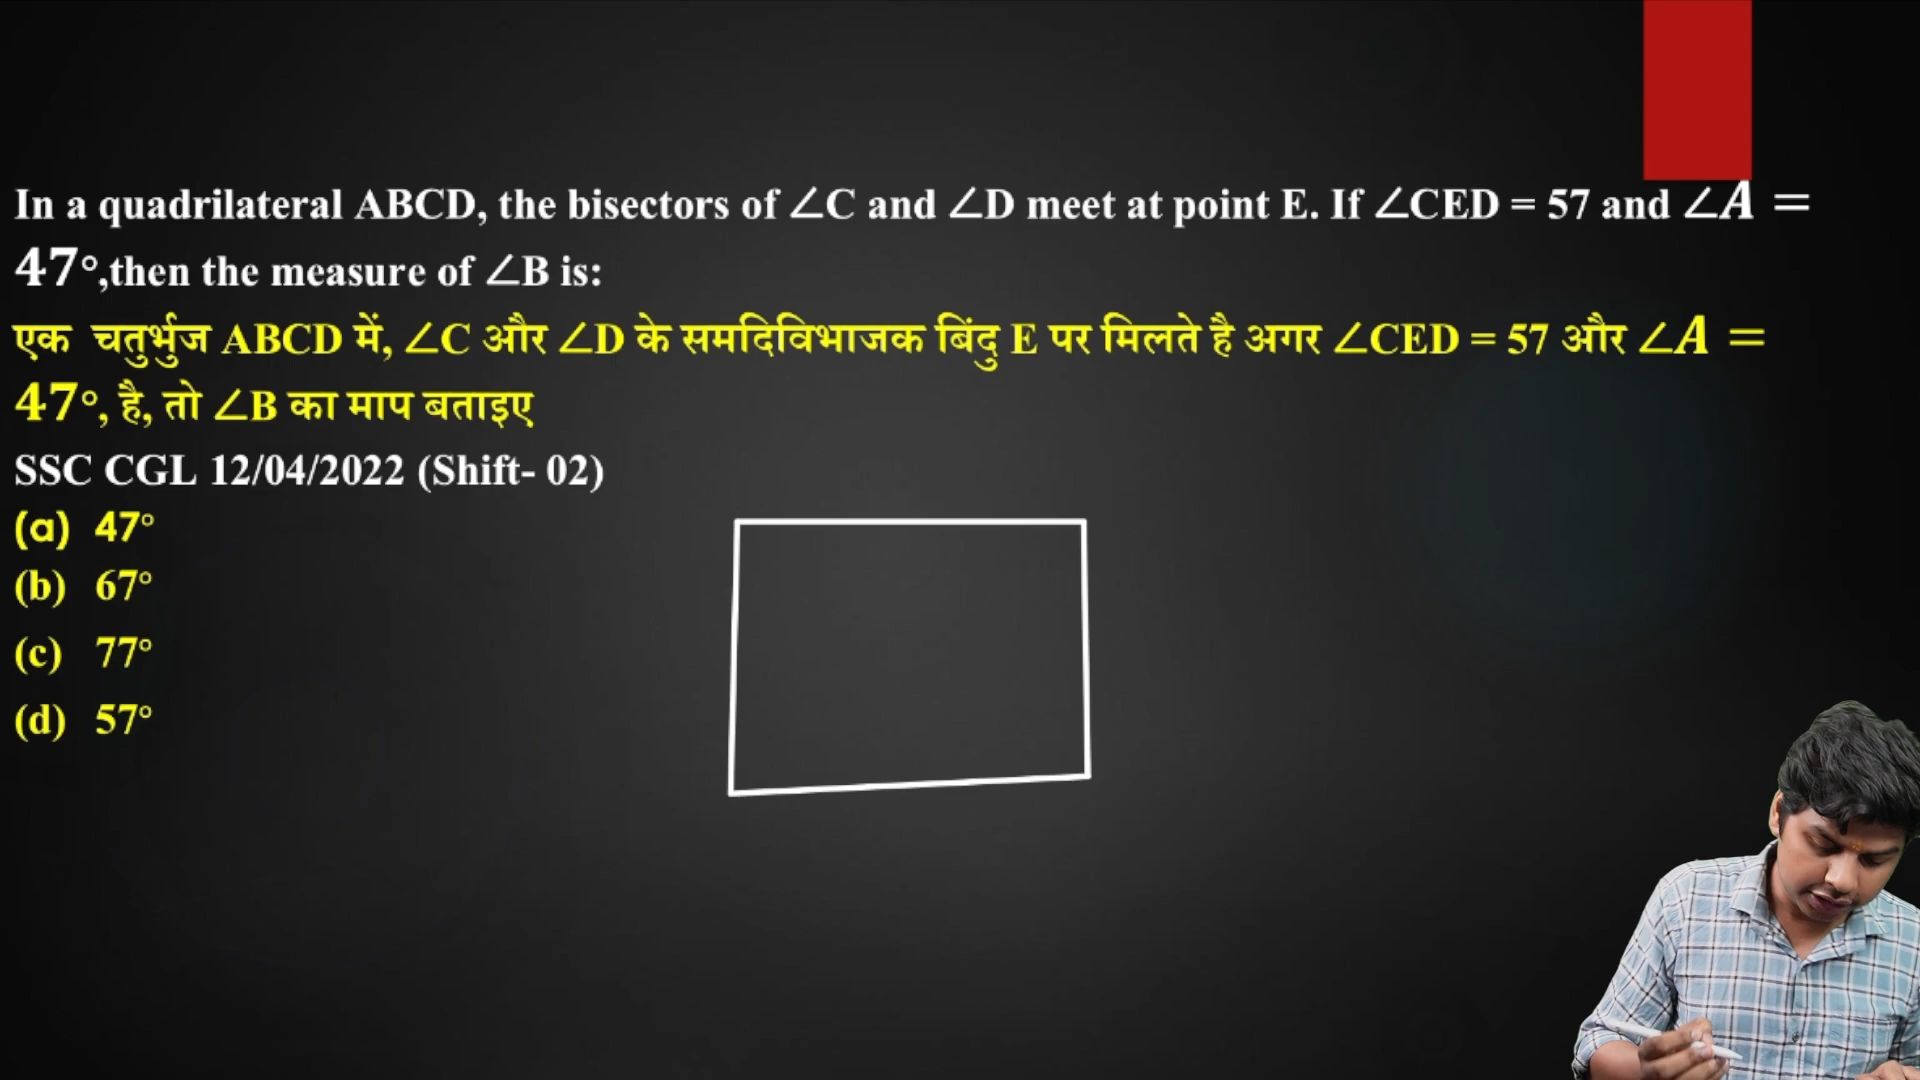 In a quadrilateral ABCD, the bisectors of ∠C and ∠D meet at point E. If ∠CED = 57 and ∠A =
47°,then the measure of ∠B is:
एक चतुर्भुज ABCD में, ∠C और ∠D के समदिविभाजक बिंदु E पर मिलते है अगर ∠CED = 57 और ∠A =
47°, है, तो ∠B का माप बताइए
SSC CGL 12/04/2022 (Shift- 02)
(a) 47°
(b) 67°
(c) 77°
(d) 57°